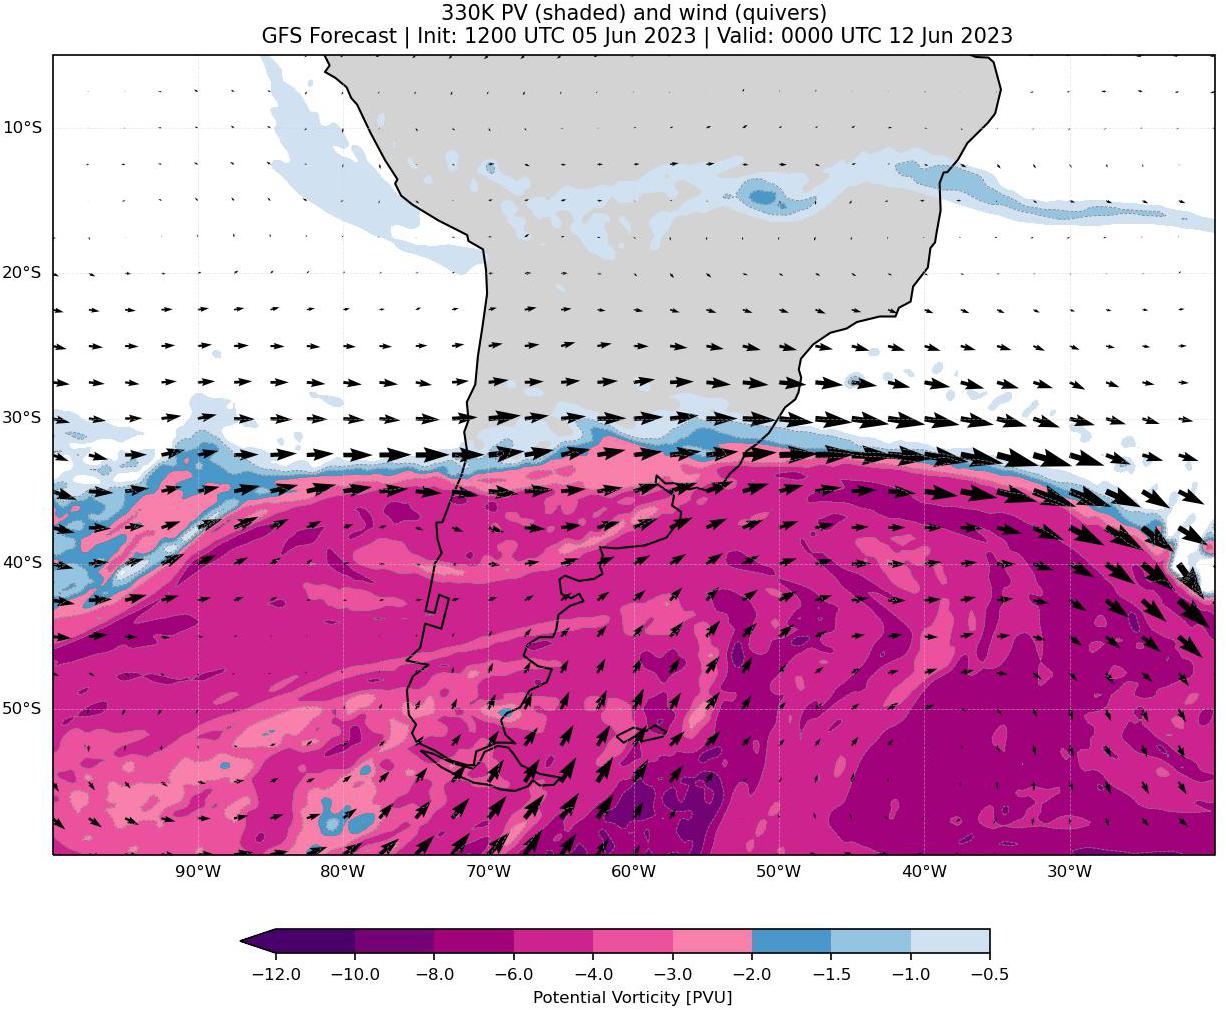 330K PV (shaded) and wind (quivers)
GFS Forecast | Init: 1200 UTC 05 Jun 2023 | Valid: 0000 UTC 12 Jun 2023
10°S
20°S
30°S
40°S
50°S
90°W 80°W 70°W 60°W 50°W 40°W 30°W
−12.0 −10.0 −8.0 −6.0 −4.0 −3.0 −2.0 −1.5 −1.0 −0.5
Potential Vorticity [PVU]